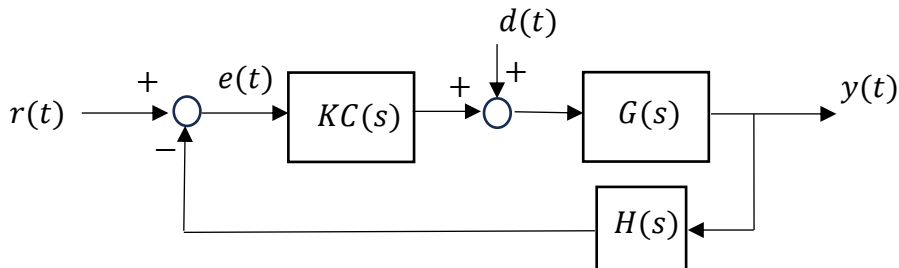 d(t)
+
e(t)
+
+
y(t)
r(t)
KC(s)
G(s)
−
H(s)